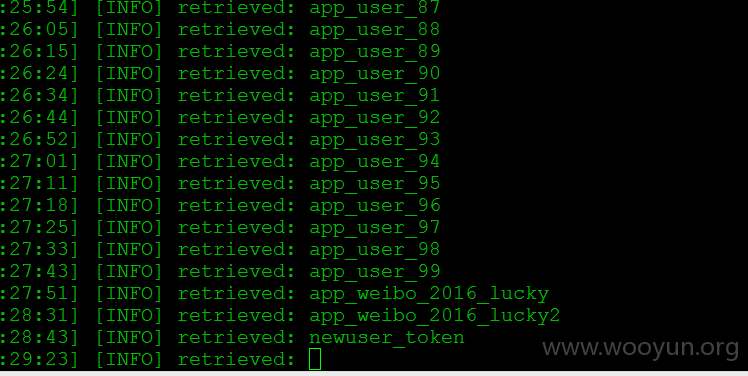 :25:54] [INFO] retrieved: app_user_87
:26:05] [INFO] retrieved: app_user_88
:26:15] [INFO] retrieved: app_user_89
:26:24] [INFO] retrieved: app_user_90
:26:34] [INFO] retrieved: app_user_91
:26:44] [INFO] retrieved: app_user_92
:26:52] [INFO] retrieved: app_user_93
:27:01] [INFO] retrieved: app_user_94
:27:11] [INFO] retrieved: app_user_95
:27:18] [INFO] retrieved: app_user_96
:27:25] [INFO] retrieved: app_user_97
:27:33] [INFO] retrieved: app_user_98
:27:43] [INFO] retrieved: app_user_99
:27:51] [INFO] retrieved: app_weibo_2016_lucky
:28:31] [INFO] retrieved: app_weibo_2016_lucky2
:28:43] [INFO] retrieved: newuser_token
:29:23] [INFO] retrieved:
www.wooyun.org